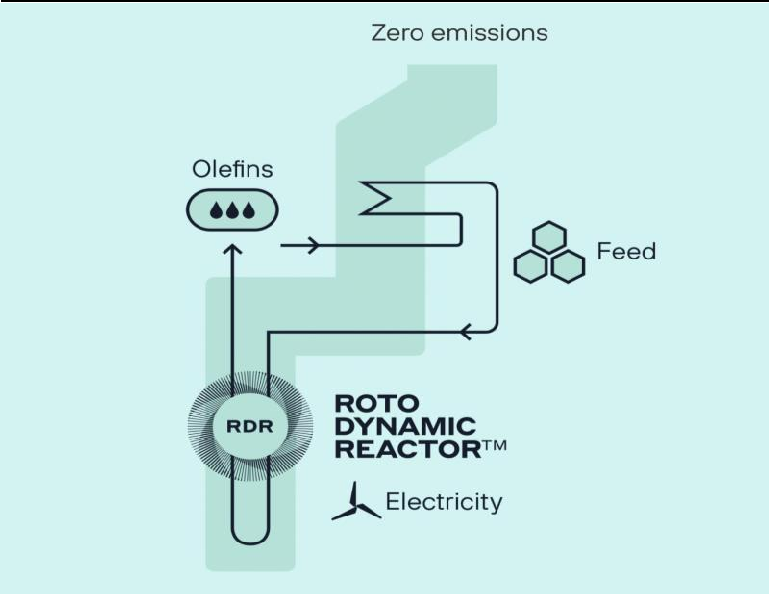 Zero emissions
Olefins
Feed
RDR
ROTO
DYNAMIC
REACTOR™
Electricity